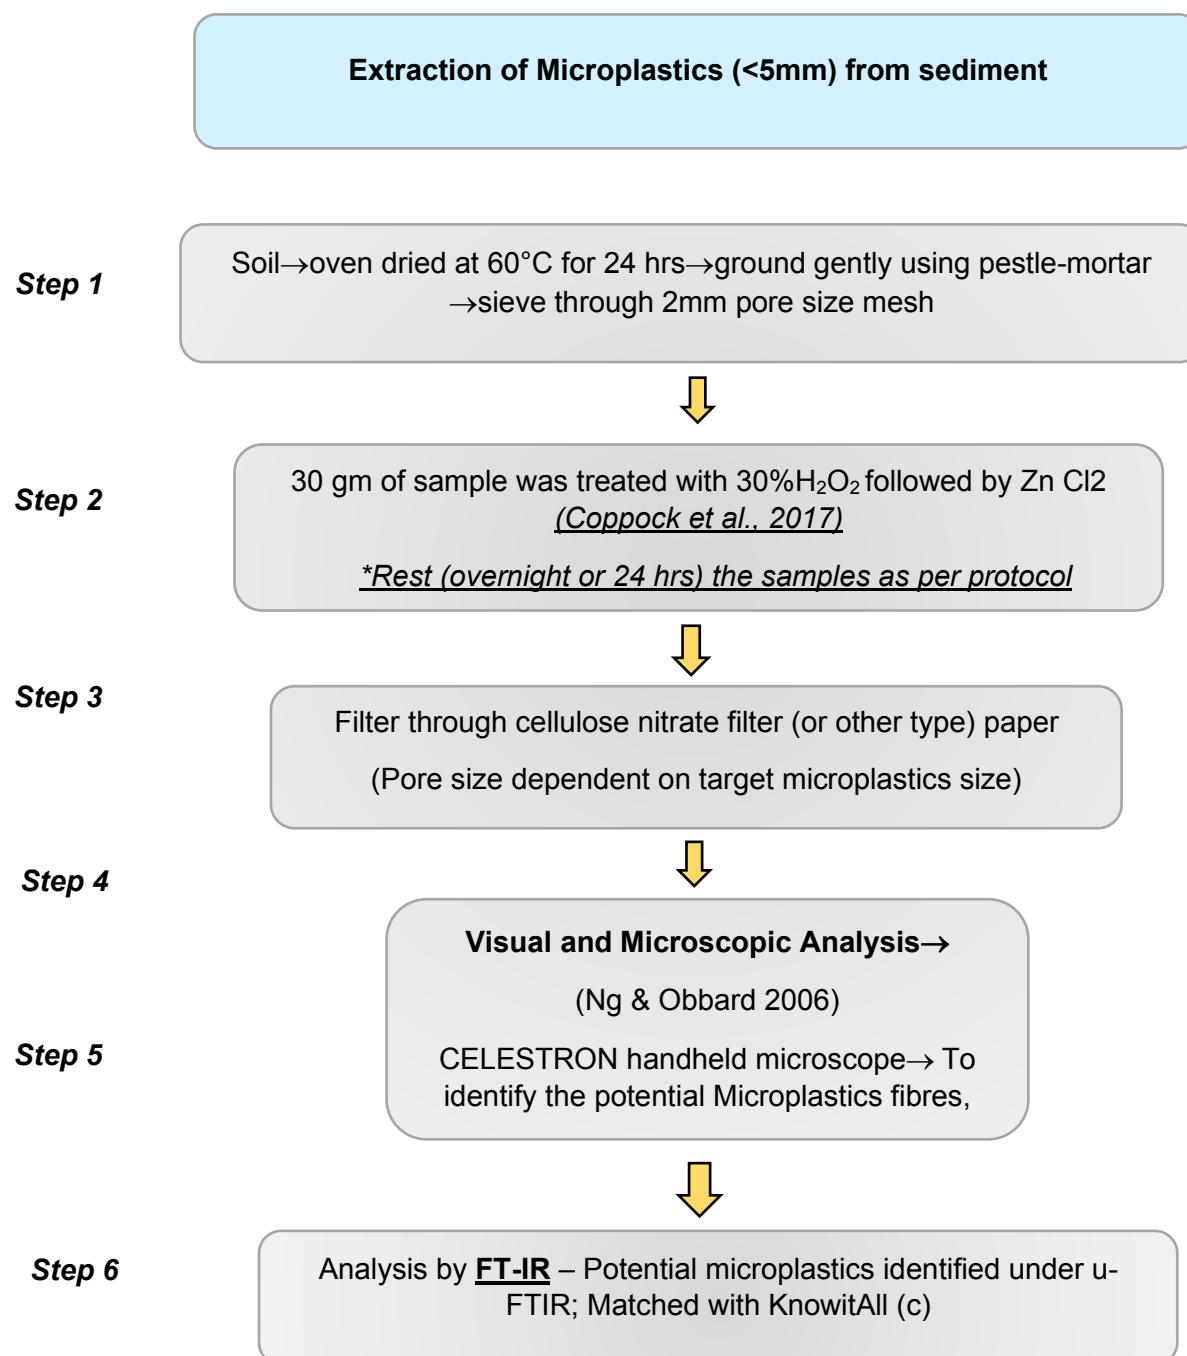 Extraction of Microplastics (<5mm) from sediment
Step 1
Soil→oven dried at 60°C for 24 hrs→ground gently using pestle-mortar
→sieve through 2mm pore size mesh
Step 2
30 gm of sample was treated with 30%H₂O₂ followed by Zn Cl2
(Coppock et al., 2017)
*Rest (overnight or 24 hrs) the samples as per protocol
Step 3
Filter through cellulose nitrate filter (or other type) paper
(Pore size dependent on target microplastics size)
Step 4
Visual and Microscopic Analysis→
(Ng & Obbard 2006)
Step 5
CELESTRON handheld microscope→ To
identify the potential Microplastics fibres,
Step 6
Analysis by FT-IR – Potential microplastics identified under u-
FTIR; Matched with KnowitAll (c)